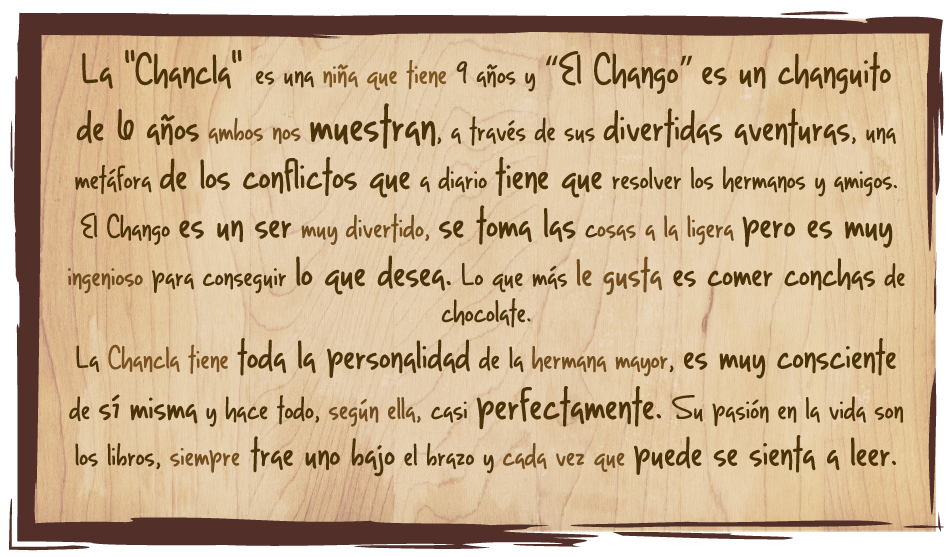 La "Chancla" es una niña que tiene 9 años y “El Chango” es un changuito
de 6 años ambos nos muestran, a través de sus divertidas aventuras, una
metáfora de los conflictos que a diario tiene que resolver los hermanos y amigos.
El Chango es un ser muy divertido, se toma las cosas a la ligera pero es muy
ingenioso para conseguir lo que desea. Lo que más le gusta es comer conchas de
chocolate.
La Chancla tiene toda la personalidad de la hermana mayor, es muy consciente
de sí misma y hace todo, según ella, casi perfectamente. Su pasión en la vida son
los libros, siempre trae uno bajo el brazo y cada vez que puede se sienta a leer.